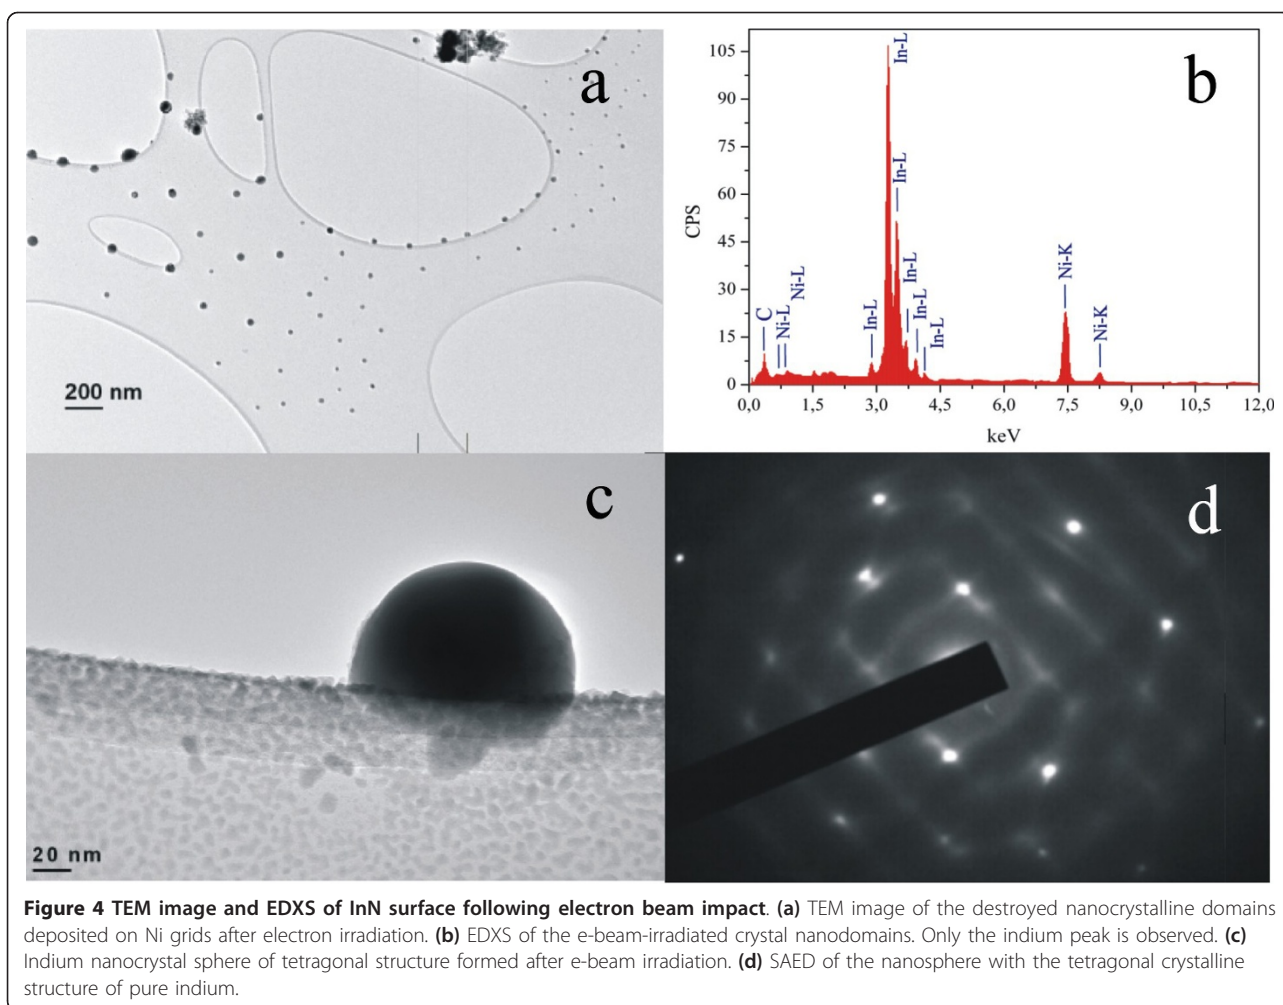 a
200 nm
b
CPS
105
90
75
60
45
30
15
0
0,0 1,5 3,0 4,5 6,0 7,5 9,0 10,5 12,0
keV
C
Ni-L
Ni-L
In-L
In-L
In-L
In-L
In-L
In-L
Ni-K
Ni-K
c
20 nm
d
Figure 4 TEM image and EDXS of InN surface following electron beam impact. (a) TEM image of the destroyed nanocrystalline domains
deposited on Ni grids after electron irradiation. (b) EDXS of the e-beam-irradiated crystal nanodomains. Only the indium peak is observed. (c)
Indium nanocrystal sphere of tetragonal structure formed after e-beam irradiation. (d) SAED of the nanosphere with the tetragonal crystalline
structure of pure indium.